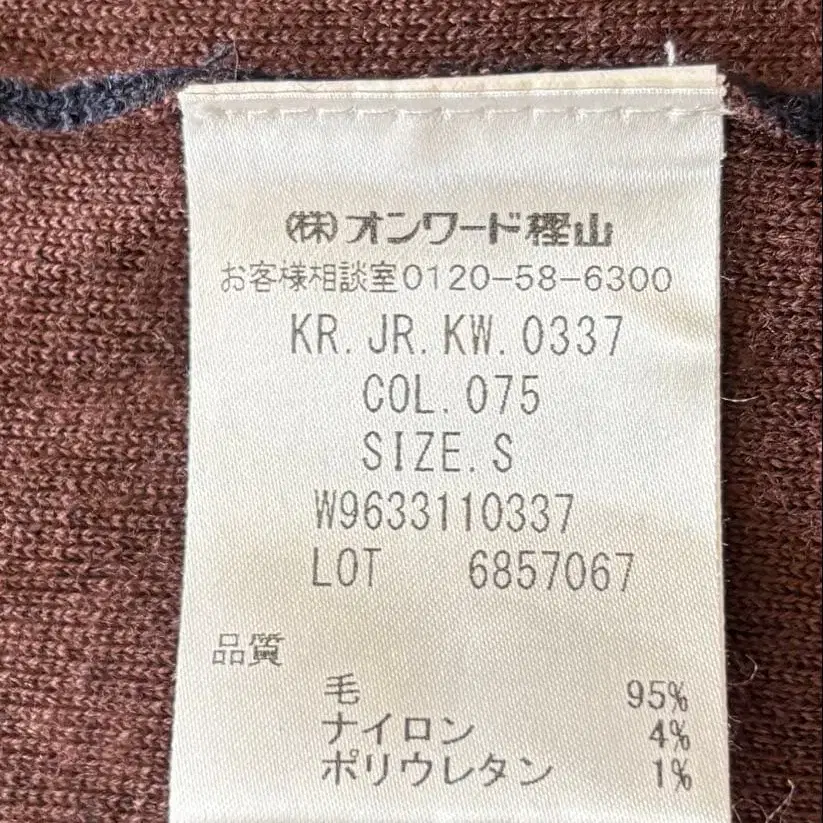 (株)オンワード樫山
お客様相談室0120-58-6300
KR.JR.KW.0337
COL.075
SIZE.S
W9633110337
LOT 6857067
品質
毛 95%
ナイロン 4%
ポリウレタン 1%